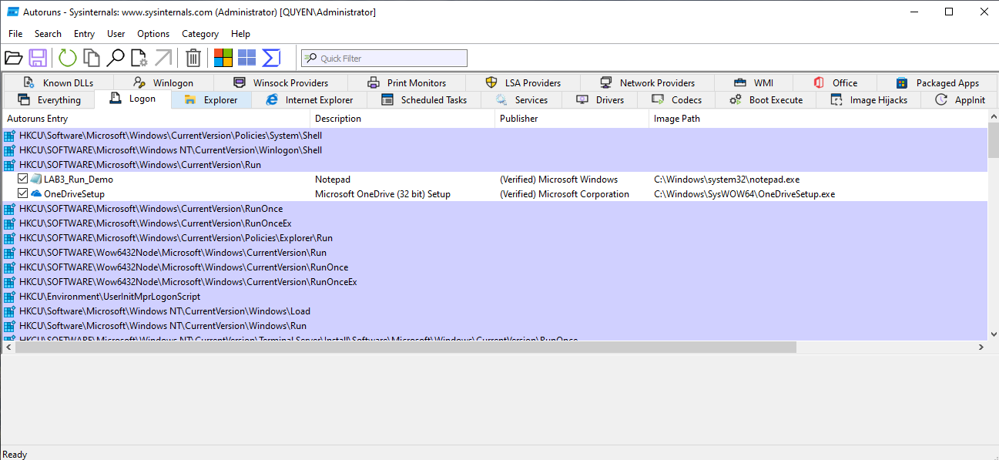 Autoruns - Sysinternals: www.sysinternals.com (Administrator) [QUYEN\Administrator]
File Search Entry User Options Category Help
Quick Filter
Known DLLs Winlogon Winsock Providers Print Monitors LSA Providers Network Providers WMI Office Packaged Apps
Everything Logon Explorer Internet Explorer Scheduled Tasks Services Drivers Codecs Boot Execute Image Hijacks AppInit
Autoruns Entry Description Publisher Image Path
HKCU\Software\Microsoft\Windows\CurrentVersion\Policies\System\Shell
HKCU\SOFTWARE\Microsoft\Windows NT\CurrentVersion\Winlogon\Shell
HKCU\SOFTWARE\Microsoft\Windows\CurrentVersion\Run
LAB3_Run_Demo Notepad (Verified) Microsoft Windows C:\Windows\system32\notepad.exe
OneDriveSetup Microsoft OneDrive (32 bit) Setup (Verified) Microsoft Corporation C:\Windows\SysWOW64\OneDriveSetup.exe
HKCU\SOFTWARE\Microsoft\Windows\CurrentVersion\RunOnce
HKCU\SOFTWARE\Microsoft\Windows\CurrentVersion\RunOnceEx
HKCU\SOFTWARE\Microsoft\Windows\CurrentVersion\Policies\Explorer\Run
HKCU\SOFTWARE\Wow6432Node\Microsoft\Windows\CurrentVersion\Run
HKCU\SOFTWARE\Wow6432Node\Microsoft\Windows\CurrentVersion\RunOnce
HKCU\SOFTWARE\Wow6432Node\Microsoft\Windows\CurrentVersion\RunOnceEx
HKCU\Environment\UserInitMprLogonScript
HKCU\Software\Microsoft\Windows NT\CurrentVersion\Windows\Load
HKCU\Software\Microsoft\Windows NT\CurrentVersion\Windows\Run
HKCU\SOFTWARE\Microsoft\Windows NT\CurrentVersion\Terminal Server\Install\Software\Microsoft\Windows\CurrentVersion\RunOnce
Ready